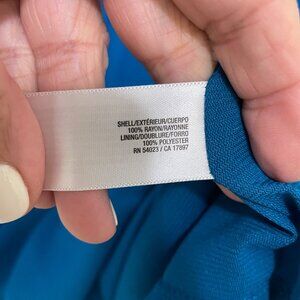 SHELL/EXTÉRIEUR/CUERPO
100% RAYON/RAYONNE
LINING/DOUBLURE/FORRO
100% POLYESTER
RN 54023 / CA 17897